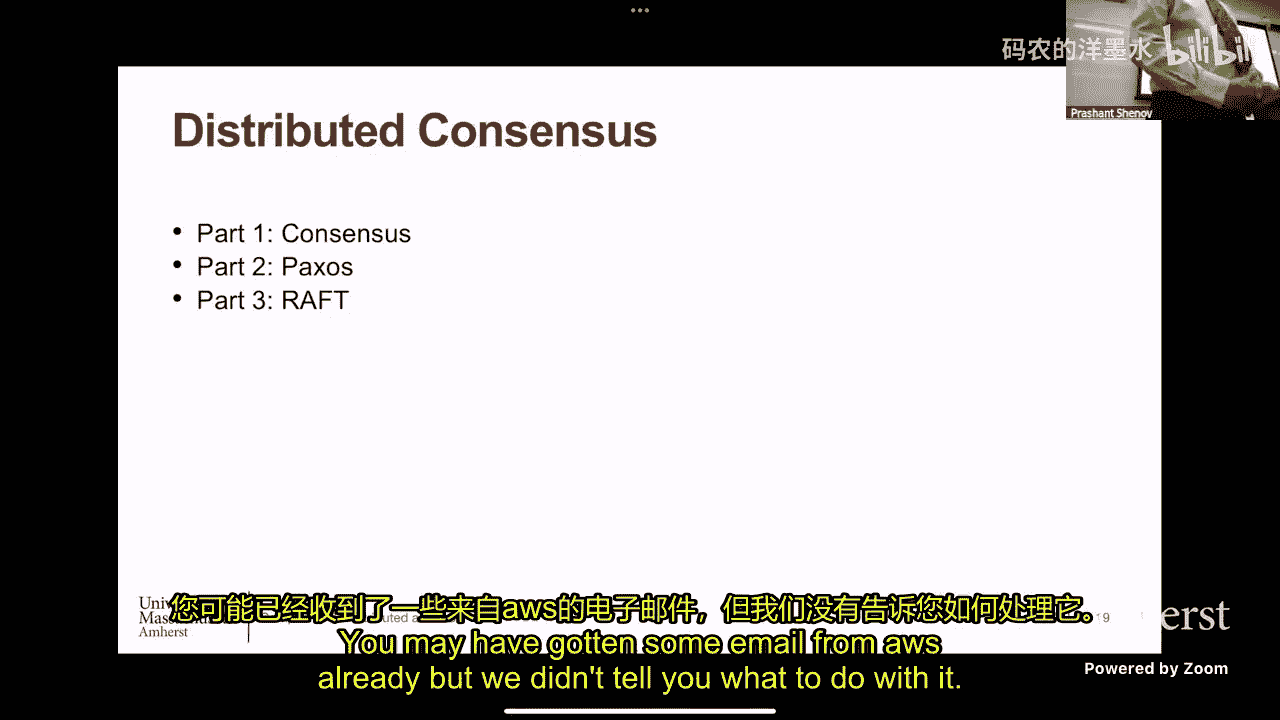 码农的洋墨水 bilibili
Prashant Shenoy
Distributed Consensus
• Part 1: Consensus
• Part 2: Paxos
• Part 3: RAFT
您可能已经收到了一些来自aws的电子邮件，但我们没有告诉您如何处理它。
You may have gotten some email from aws
already but we didn't tell you what to do with it.
Amherst
erst
Powered by Zoom